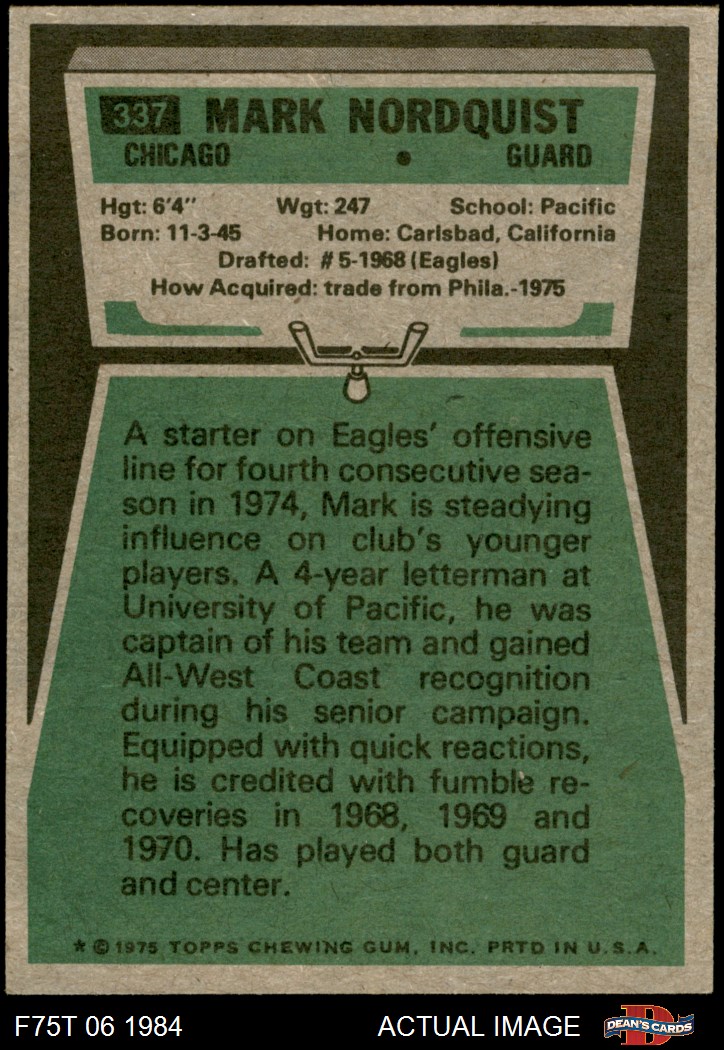 337 MARK NORDQUIST
CHICAGO • GUARD
Hgt: 6'4" Wgt: 247 School: Pacific
Born: 11-3-45 Home: Carlsbad, California
Drafted: #5-1968 (Eagles)
How Acquired: trade from Phila.-1975
A starter on Eagles' offensive
line for fourth consecutive sea-
son in 1974, Mark is steadying
influence on club's younger
players. A 4-year letterman at
University of Pacific, he was
captain of his team and gained
All-West Coast recognition
during his senior campaign.
Equipped with quick reactions,
he is credited with fumble re-
coveries in 1968, 1969 and
1970. Has played both guard
and center.
* © 1975 TOPPS CHEWING GUM, INC. PRTD IN U.S.A.
F75T 06 1984 ACTUAL IMAGE D DEAN'S CARDS